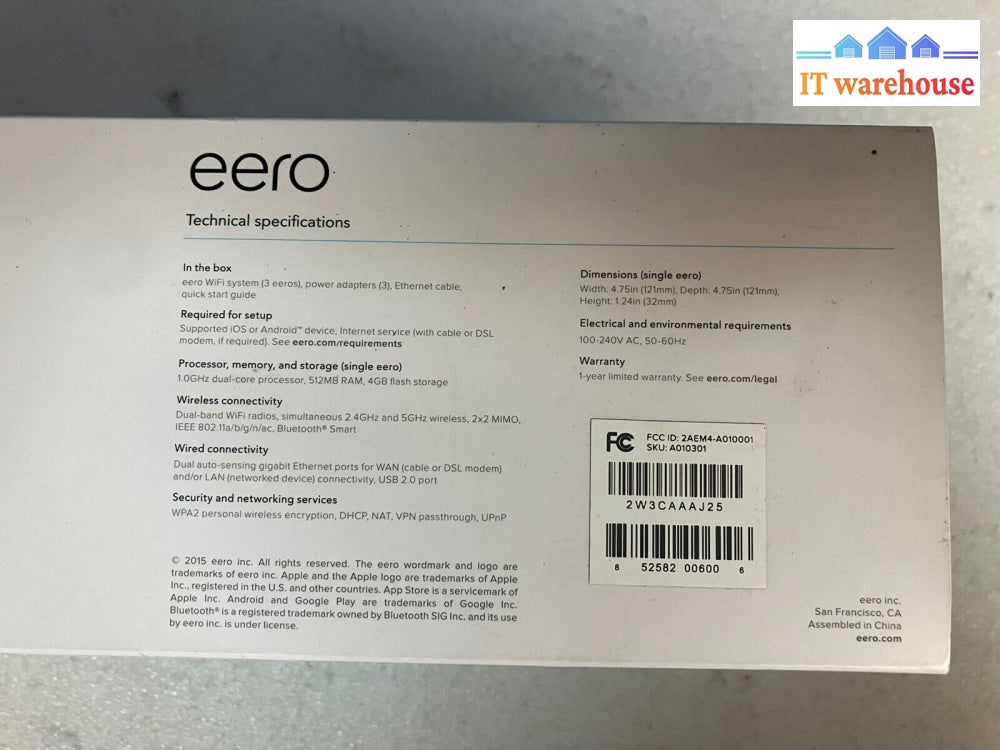 IT warehouse
eero
Technical specifications
In the box
eero WiFi system (3 eeros), power adapters (3), Ethernet cable,
quick start guide
Required for setup
Supported iOS or Android™ device, Internet service (with cable or DSL
modem, if required). See eero.com/requirements
Processor, memory, and storage (single eero)
1.0GHz dual-core processor, 512MB RAM, 4GB flash storage
Wireless connectivity
Dual-band WiFi radios, simultaneous 2.4GHz and 5GHz wireless, 2x2 MIMO,
IEEE 802.11a/b/g/n/ac, Bluetooth® Smart
Wired connectivity
Dual auto-sensing gigabit Ethernet ports for WAN (cable or DSL modem)
and/or LAN (networked device) connectivity, USB 2.0 port
Security and networking services
WPA2 personal wireless encryption, DHCP, NAT, VPN passthrough, UPnP
© 2015 eero inc. All rights reserved. The eero wordmark and logo are
trademarks of eero inc. Apple and the Apple logo are trademarks of Apple
Inc., registered in the U.S. and other countries. App Store is a servicemark of
Apple Inc. Android and Google Play are trademarks of Google Inc.
Bluetooth® is a registered trademark owned by Bluetooth SIG Inc. and its use
by eero inc. is under license.
Dimensions (single eero)
Width: 4.75in (121mm), Depth: 4.75in (121mm),
Height: 1.24in (32mm)
Electrical and environmental requirements
100-240V AC, 50-60Hz
Warranty
1-year limited warranty. See eero.com/legal
FC
FCC ID: 2AEM4-A010001
SKU: A010301
2W3CAAAJ25
8 52582 00600 6
eero inc.
San Francisco, CA
Assembled in China
eero.com